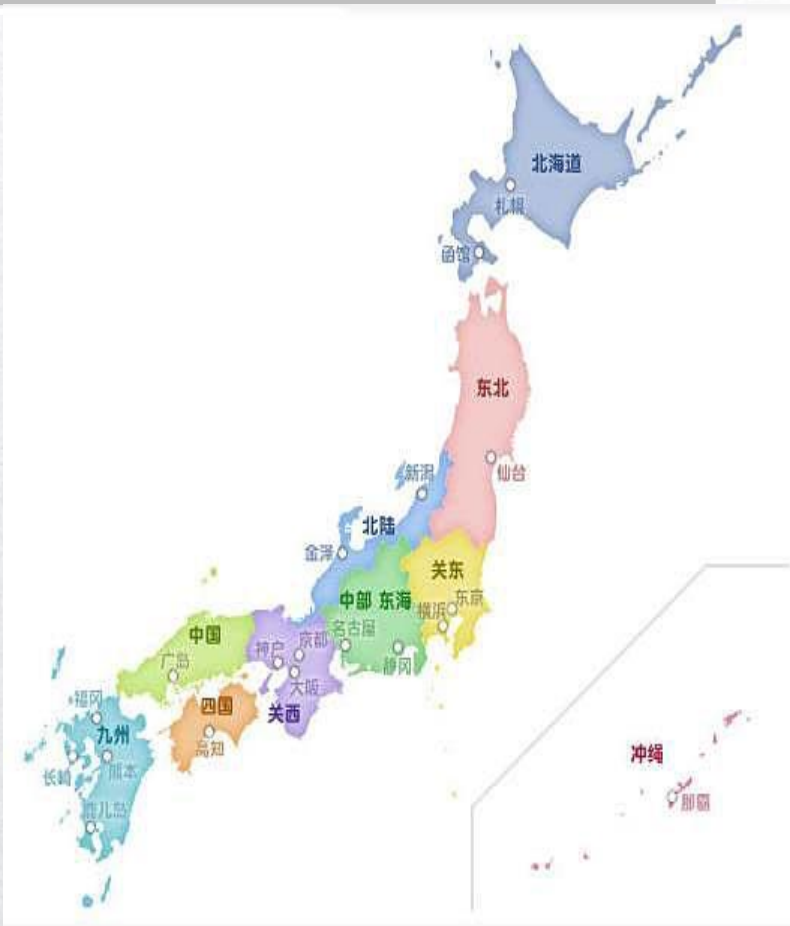 北海道
札幌
函馆
东北
仙台
新潟
北陆
金泽
关东
东京
横滨
中部 东海
名古屋
静冈
中国
广岛
神户
京都
大阪
关西
四国
高知
福冈
九州
长崎
熊本
鹿儿岛
冲绳
那霸